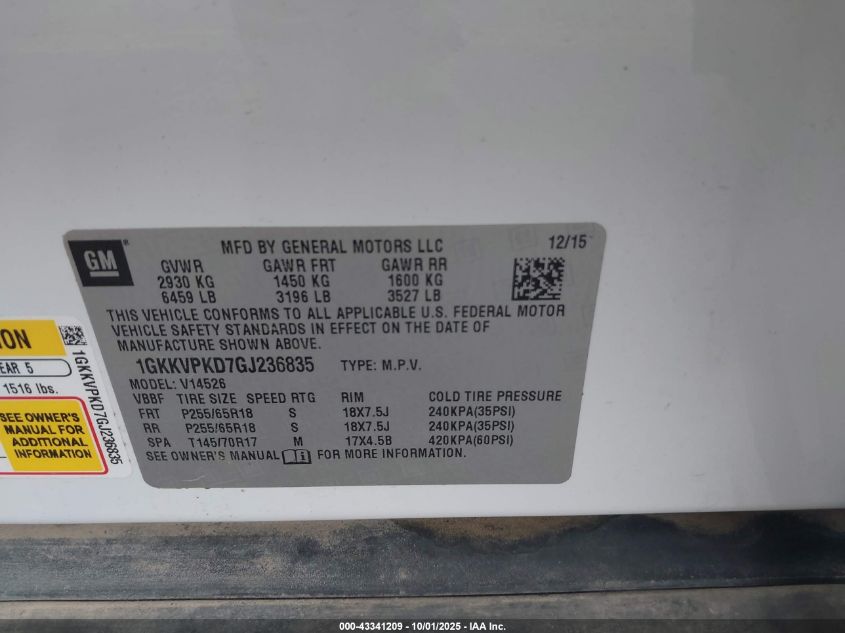 GM
MFD BY GENERAL MOTORS LLC 12/15
GVWR GAWR FRT GAWR RR
2930 KG 1450 KG 1600 KG
6459 LB 3196 LB 3527 LB
THIS VEHICLE CONFORMS TO ALL APPLICABLE U.S. FEDERAL MOTOR
VEHICLE SAFETY STANDARDS IN EFFECT ON THE DATE OF
MANUFACTURE SHOWN ABOVE.
1GKKVPKD7GJ236835 TYPE: M.P.V.
MODEL: V14526
VBBF TIRE SIZE SPEED RTG RIM COLD TIRE PRESSURE
FRT P255/65R18 S 18X7.5J 240KPA(35PSI)
RR P255/65R18 S 18X7.5J 240KPA(35PSI)
SPA T145/70R17 M 17X4.5B 420KPA(60PSI)
SEE OWNER'S MANUAL FOR MORE INFORMATION.
ION
EAR 5
1516 lbs.
SEE OWNER'S
MANUAL FOR
ADDITIONAL
INFORMATION
1GKKVPKD7GJ236835
000-43341209 - 10/01/2025 - IAA Inc.